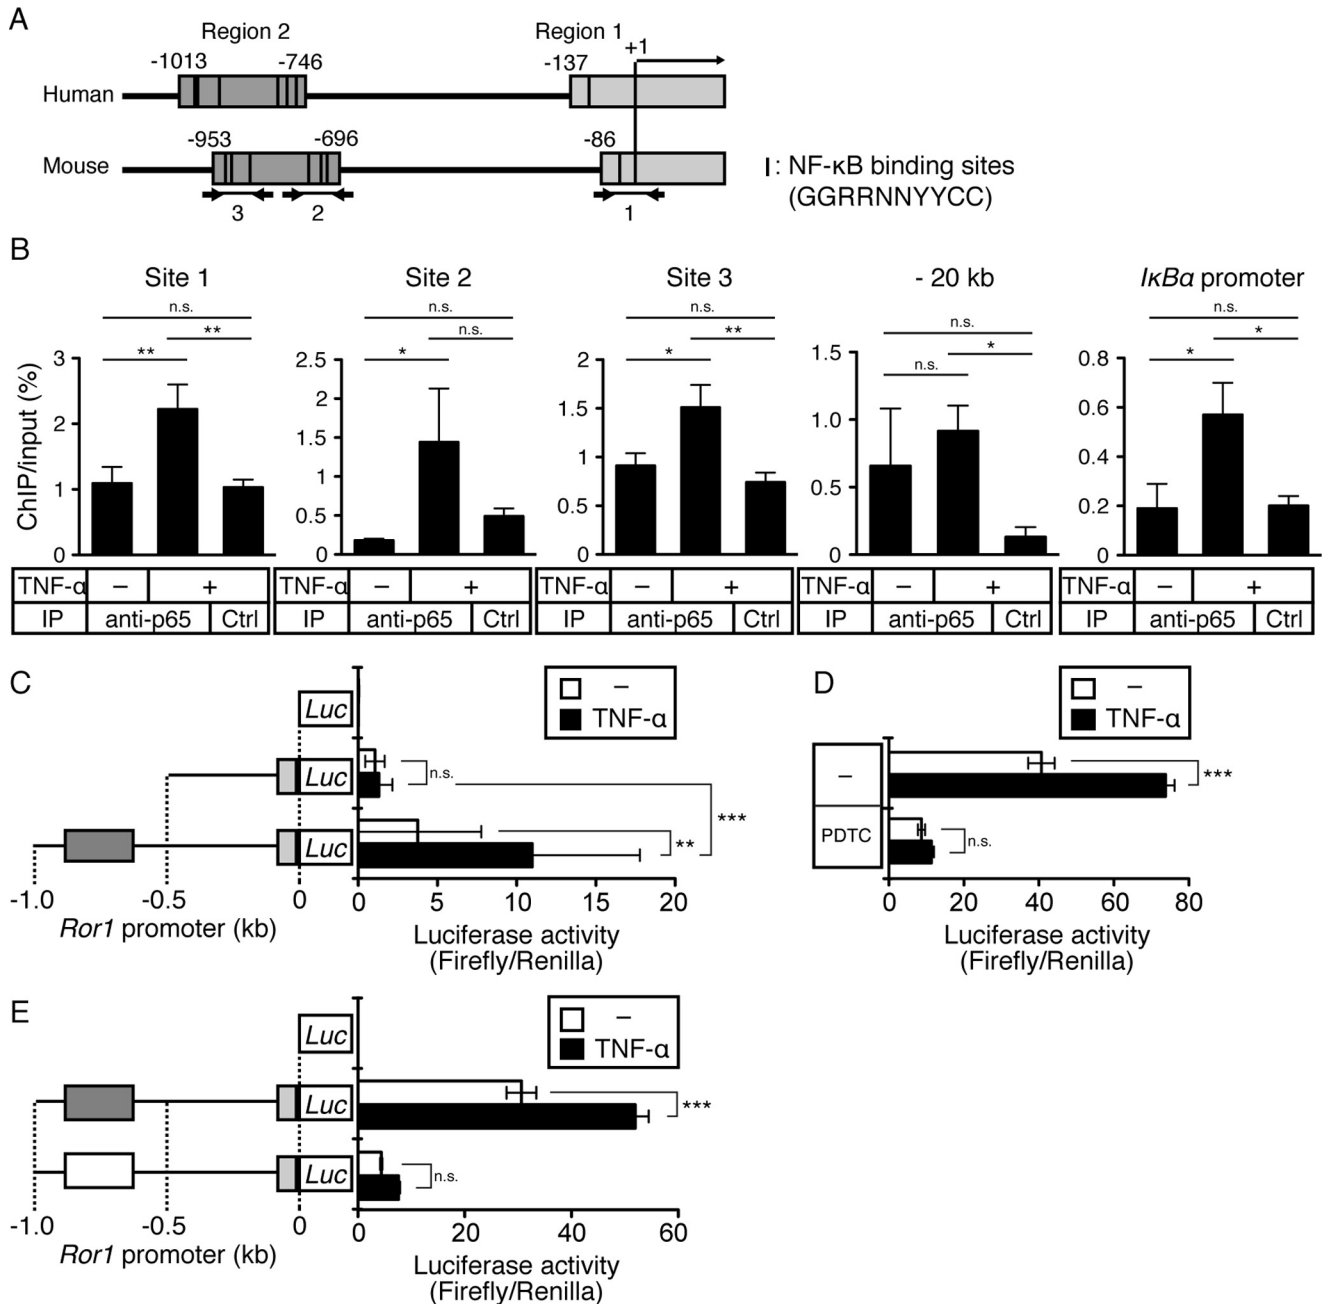 A
Region 2
Region 1
-1013
-746
-137
+1
Human
-953
-696
-86
Mouse
3
2
1
: NF-κB binding sites
(GGRRNNYYCC)
B
Site 1
Site 2
Site 3
- 20 kb
IκBα promoter
n.s.
**
**
n.s.
n.s.
*
n.s.
**
*
n.s.
*
n.s.
n.s.
*
*
ChIP/input (%)
3
2
1
0
2.5
2
1.5
1
0.5
0
2
1.5
1
0.5
0
1.5
1.0
0.5
0
0.8
0.6
0.4
0.2
0
TNF-α – +
IP anti-p65 Ctrl
TNF-α – +
IP anti-p65 Ctrl
TNF-α – +
IP anti-p65 Ctrl
TNF-α – +
IP anti-p65 Ctrl
TNF-α – +
IP anti-p65 Ctrl
C
–
TNF-α
Luc
Luc
Luc
n.s.
***
**
-1.0 -0.5 0
Ror1 promoter (kb)
0 5 10 15 20
Luciferase activity
(Firefly/Renilla)
D
–
TNF-α
–
PDTC
***
n.s.
0 20 40 60 80
Luciferase activity
(Firefly/Renilla)
E
–
TNF-α
Luc
Luc
Luc
***
n.s.
-1.0 -0.5 0
Ror1 promoter (kb)
0 20 40 60
Luciferase activity
(Firefly/Renilla)